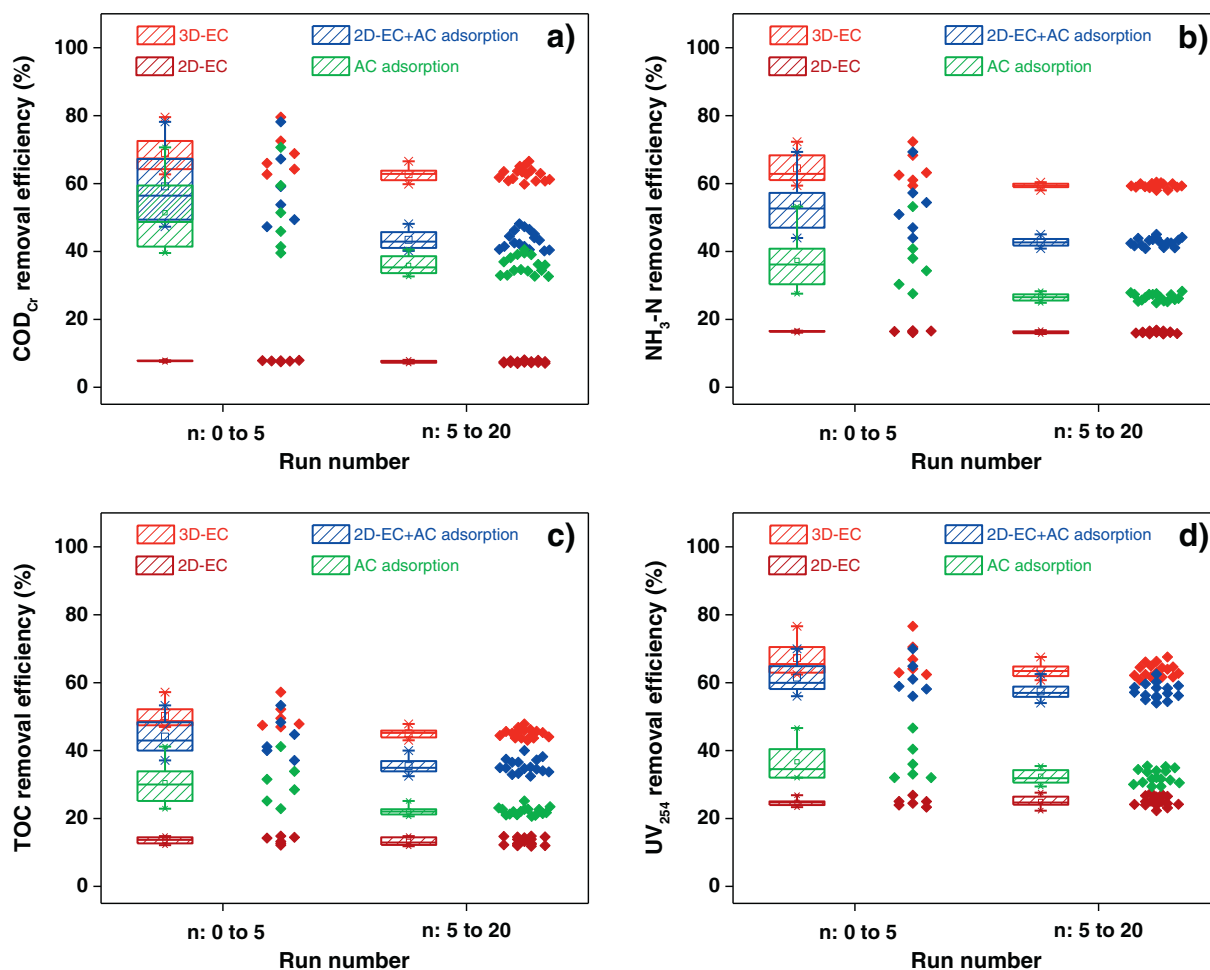 a)
3D-EC
2D-EC+AC adsorption
2D-EC
AC adsorption
100
80
60
40
20
0
COD_Cr removal efficiency (%)
n: 0 to 5
n: 5 to 20
Run number
b)
3D-EC
2D-EC+AC adsorption
2D-EC
AC adsorption
100
80
60
40
20
0
NH₃-N removal efficiency (%)
n: 0 to 5
n: 5 to 20
Run number
c)
3D-EC
2D-EC+AC adsorption
2D-EC
AC adsorption
100
80
60
40
20
0
TOC removal efficiency (%)
n: 0 to 5
n: 5 to 20
Run number
d)
3D-EC
2D-EC+AC adsorption
2D-EC
AC adsorption
100
80
60
40
20
0
UV₂₅₄ removal efficiency (%)
n: 0 to 5
n: 5 to 20
Run number